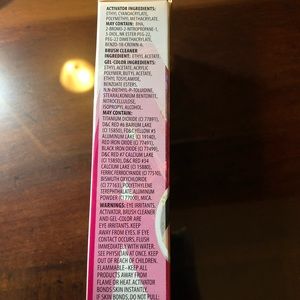 ACTIVATOR INGREDIENTS:
ETHYL CYANOACRYLATE,
POLYMETHYL METHACRYLATE.
MAY CONTAIN: BHA,
2-BROMO-2-NITROPROPANE-1,
3-DIOL, NK ESTER PEG-22,
PEG-22 DIMETHACRYLATE,
BENZO-18-CROWN-6.
BRUSH CLEANER
INGREDIENT: ETHYL ACETATE.
GEL-COLOR INGREDIENTS:
ETHYL ACETATE, ACRYLIC
POLYMER, BUTYL ACETATE,
ETHYL TOSYLAMIDE,
BENZOATE ESTERS,
N,N-DIETHYL-P-TOLUIDINE,
STEARALKONIUM BENTONITE,
NITROCELLULOSE,
ISOPROPYL ALCOHOL.
MAY CONTAIN:
TITANIUM DIOXIDE (CI 77891),
D&C RED #6 BARIUM LAKE
(CI 15850), FD&C YELLOW #5
ALUMINUM LAKE (CI 19140),
RED IRON OXIDE (CI 77491),
BLACK IRON OXIDE (CI 77499),
D&C RED #7 CALCIUM LAKE
(CI 15850), D&C RED #34
CALCIUM LAKE (CI 15880),
FERRIC FERROCYANIDE (CI 77510),
BISMUTH OXYCHLORIDE
(CI 77163), POLYETHYLENE
TEREPHTHALATE, ALUMINUM
POWDER (CI 77000), MICA.
WARNINGS: EYE IRRITANTS.
ACTIVATOR, BRUSH CLEANER
AND GEL-COLOR ARE
EYE IRRITANTS. KEEP
AWAY FROM EYES. IF EYE
CONTACT OCCURS, FLUSH
IMMEDIATELY WITH WATER.
SEE PHYSICIAN AT ONCE. KEEP
OUT OF REACH OF CHILDREN.
FLAMMABLE–KEEP ALL
PRODUCTS AWAY FROM
FLAME OR HEAT. ACTIVATOR
BONDS SKIN INSTANTLY.
IF SKIN BONDS, DO NOT PULL: